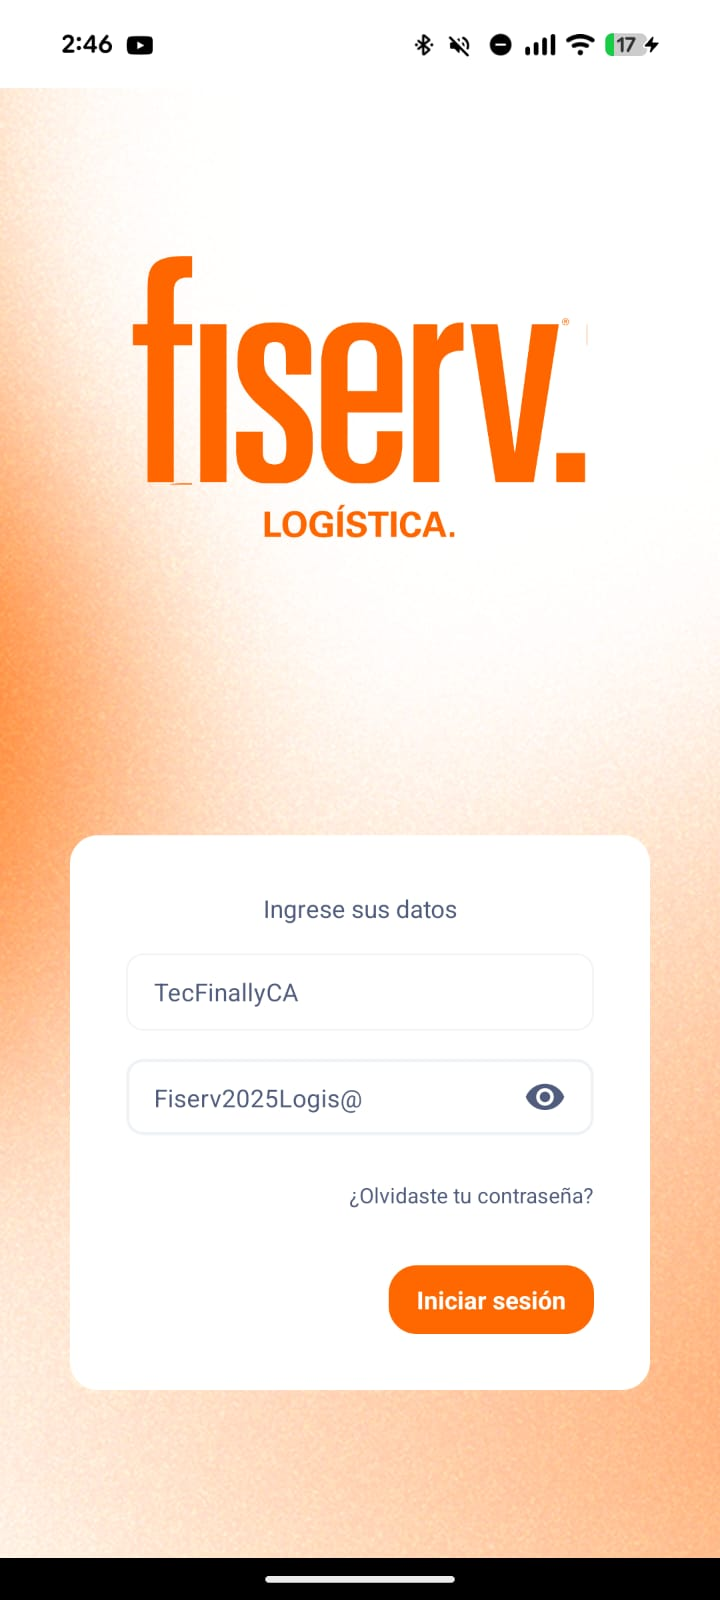 2:46
17
fiserv.®
LOGÍSTICA.
Ingrese sus datos
TecFinallyCA
Fiserv2025Logis@
¿Olvidaste tu contraseña?
Iniciar sesión